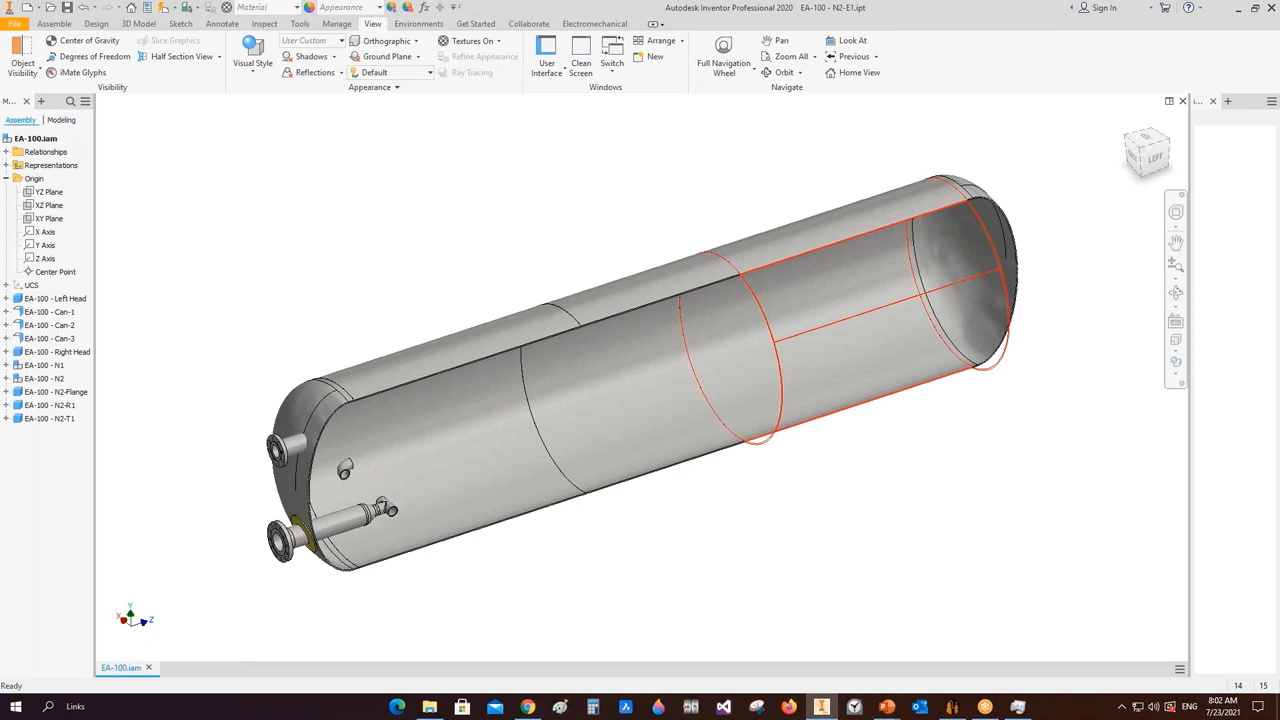 Material
Appearance
Autodesk Inventor Professional 2020
EA-100 - N2-E1.ipt
Sign In
File
Assemble
Design
3D Model
Sketch
Annotate
Inspect
Tools
Manage
View
Environments
Get Started
Collaborate
Electromechanical
Object
Visibility
Center of Gravity
Degrees of Freedom
iMate Glyphs
Slice Graphics
Half Section View
Visibility
Visual Style
User Custom
Shadows
Reflections
Orthographic
Ground Plane
Default
Textures On
Refine Appearance
Ray Tracing
Appearance
User
Interface
Clean
Screen
Switch
Arrange
New
Windows
Full Navigation
Wheel
Pan
Zoom All
Orbit
Look At
Previous
Home View
Navigate
M...
Assembly
Modeling
EA-100.iam
Relationships
Representations
Origin
YZ Plane
XZ Plane
XY Plane
X Axis
Y Axis
Z Axis
Center Point
UCS
EA-100 - Left Head
EA-100 - Can-1
EA-100 - Can-2
EA-100 - Can-3
EA-100 - Right Head
EA-100 - N1
EA-100 - N2
EA-100 - N2-Flange
EA-100 - N2-R1
EA-100 - N2-T1
i...
LEFT
Y
X
Z
EA-100.iam
Ready
14
15
Links
ENG
8:02 AM
7/23/2021